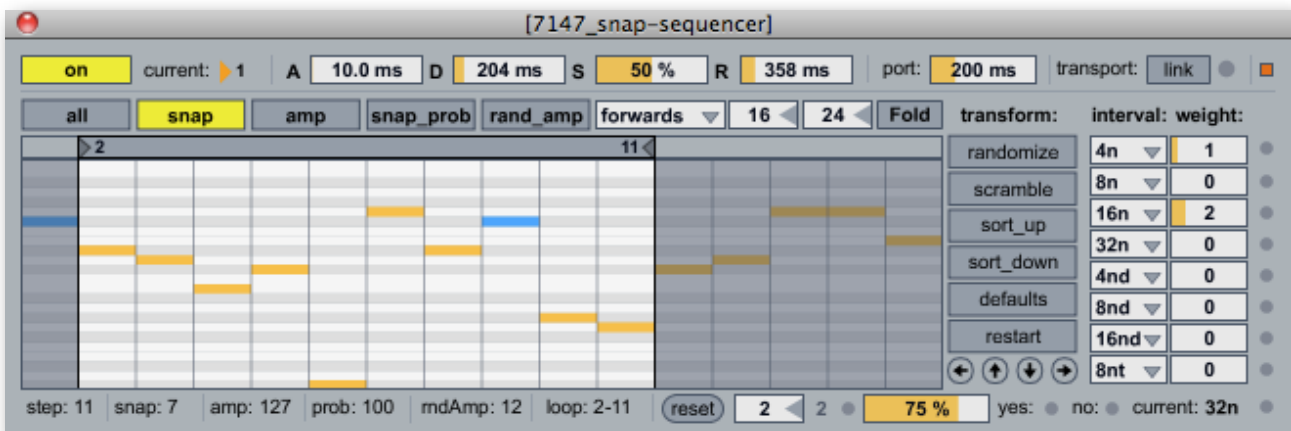 [7147_snap-sequencer]
on current: 1 A 10.0 ms D 204 ms S 50 % R 358 ms port: 200 ms transport: link
all snap amp snap_prob rand_amp forwards 16 24 Fold transform: interval: weight:
2 11 randomize 4n 1
scramble 8n 0
sort_up 16n 2
32n 0
sort_down 4nd 0
defaults 8nd 0
restart 16nd 0
8nt 0
step: 11 snap: 7 amp: 127 prob: 100 rndAmp: 12 loop: 2-11 reset 2 2 75 % yes: no: current: 32n